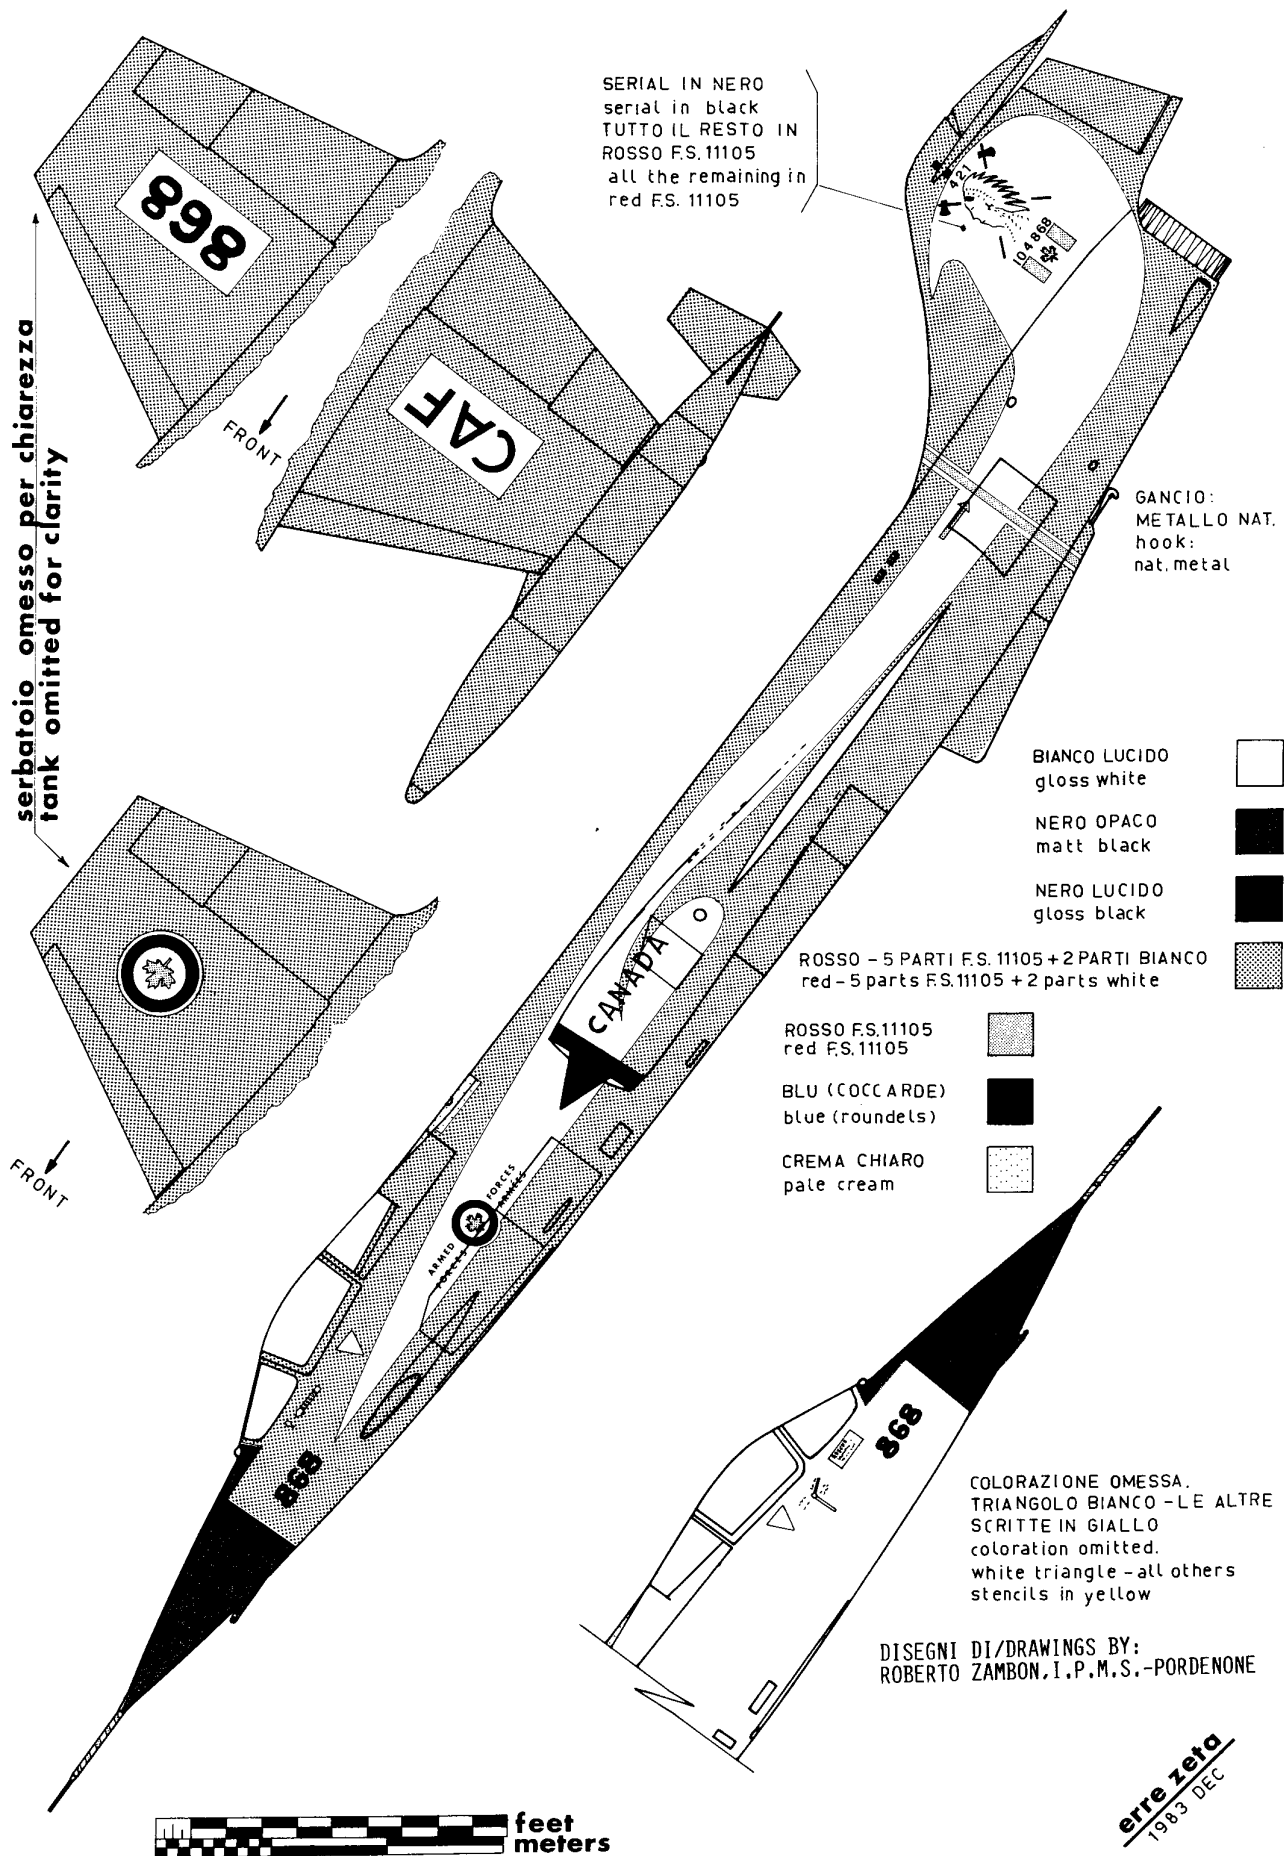 SERIAL IN NERO
serial in black
TUTTO IL RESTO IN
ROSSO F.S. 11105
all the remaining in
red F.S. 11105
868
421
104868
serbatoio omesso per chiarezza
tank omitted for clarity
FRONT
CAF
GANCIO:
METALLO NAT.
hook:
nat. metal
BIANCO LUCIDO
gloss white
NERO OPACO
matt black
NERO LUCIDO
gloss black
ROSSO - 5 PARTI F.S. 11105 + 2 PARTI BIANCO
red - 5 parts F.S. 11105 + 2 parts white
ROSSO F.S. 11105
red F.S. 11105
BLU (COCCARDE)
blue (roundels)
CREMA CHIARO
pale cream
CANADA
FRONT
FORCES
ARMÉES
ARMED
FORCES
868
868
COLORAZIONE OMESSA.
TRIANGOLO BIANCO - LE ALTRE
SCRITTE IN GIALLO
coloration omitted.
white triangle - all others
stencils in yellow
DISEGNI DI/DRAWINGS BY:
ROBERTO ZAMBON, I.P.M.S.-PORDENONE
erre zeta
1983 DEC
feet
meters